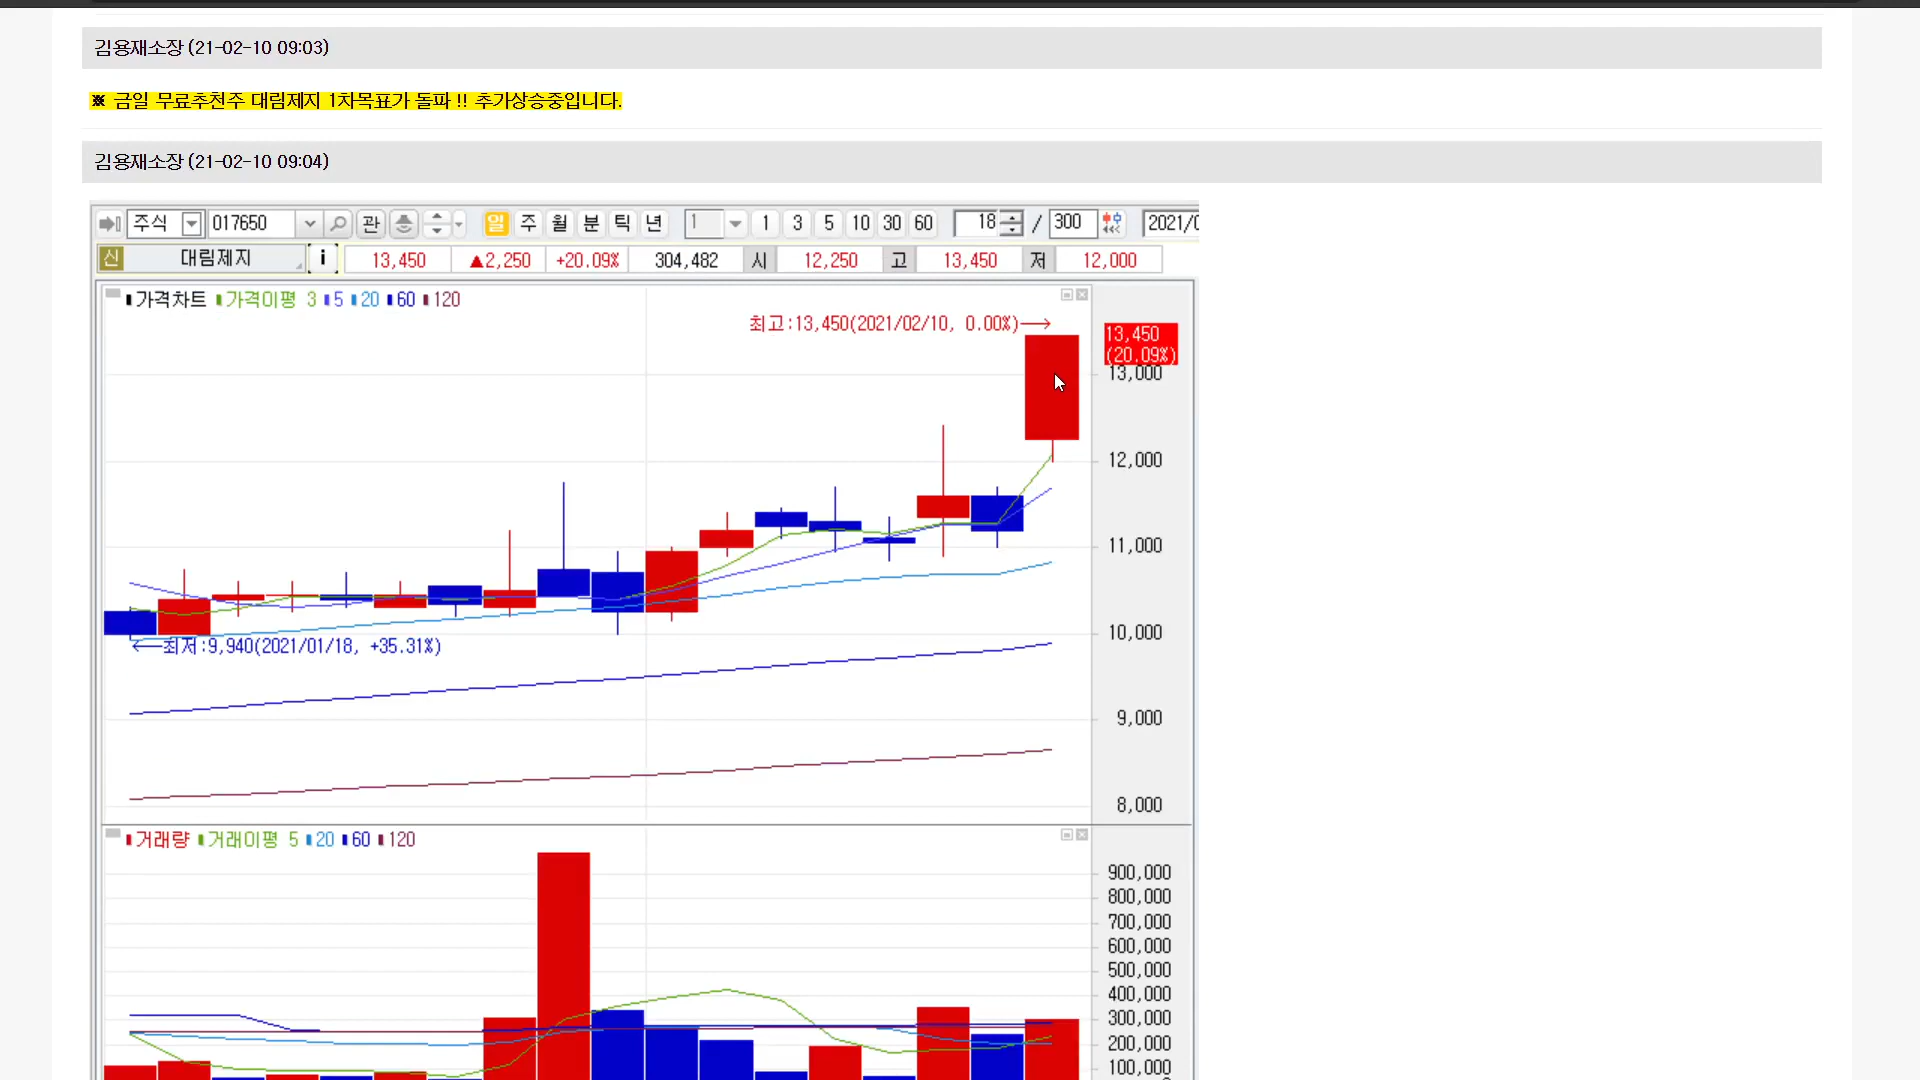 김용재소장 (21-02-10 09:03)
※ 금일 무료추천주 대림제지 1차목표가 돌파 !! 추가상승중입니다.
김용재소장 (21-02-10 09:04)
주식 017650 관 일 주 월 분 틱 년 1 1 3 5 10 30 60 18 / 300 2021/0
신 대림제지 i 13,450 ▲2,250 +20.09% 304,482 시 12,250 고 13,450 저 12,000
가격차트 가격이평 3 5 20 60 120
최고:13,450(2021/02/10, 0.00%)→
13,450
(20.09%)
13,000
12,000
11,000
10,000
←최저:9,940(2021/01/18, +35.31%)
9,000
8,000
거래량 거래이평 5 20 60 120
900,000
800,000
700,000
600,000
500,000
400,000
300,000
200,000
100,000